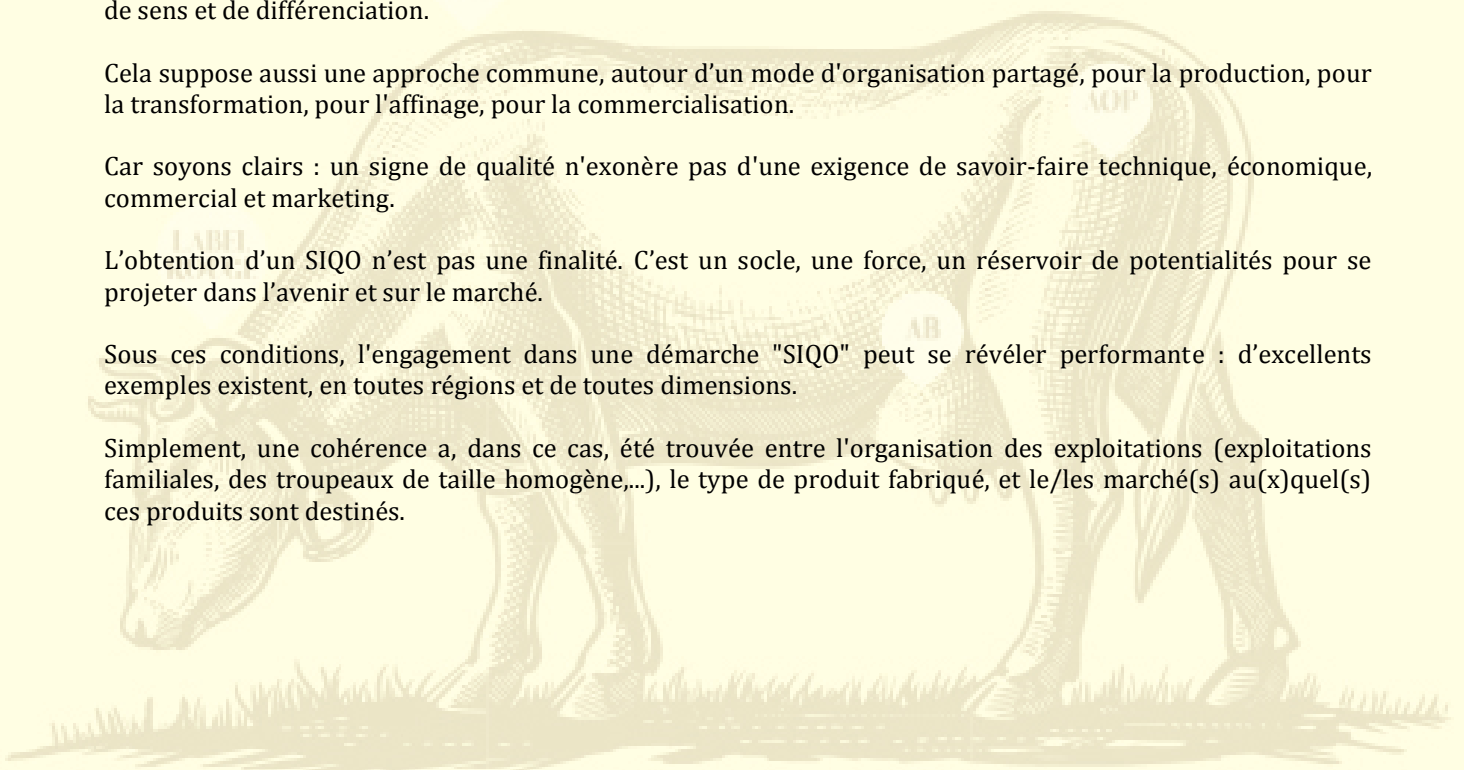 de sens et de différenciation.
Cela suppose aussi une approche commune, autour d’un mode d'organisation partagé, pour la production, pour
la transformation, pour l'affinage, pour la commercialisation.
AOP
Car soyons clairs : un signe de qualité n'exonère pas d'une exigence de savoir-faire technique, économique,
commercial et marketing.
LABEL
ROUGE
L’obtention d’un SIQO n’est pas une finalité. C’est un socle, une force, un réservoir de potentialités pour se
projeter dans l’avenir et sur le marché.
AB
Sous ces conditions, l'engagement dans une démarche "SIQO" peut se révéler performante : d’excellents
exemples existent, en toutes régions et de toutes dimensions.
Simplement, une cohérence a, dans ce cas, été trouvée entre l'organisation des exploitations (exploitations
familiales, des troupeaux de taille homogène,...), le type de produit fabriqué, et le/les marché(s) au(x)quel(s)
ces produits sont destinés.